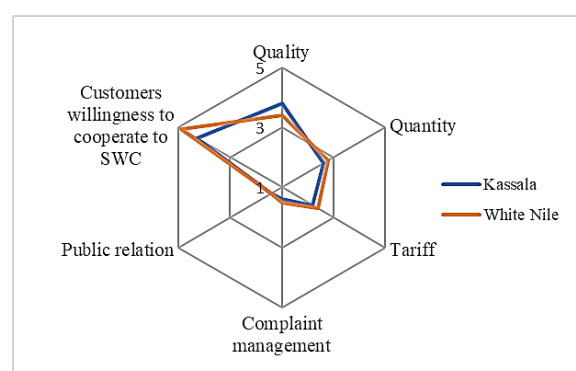 Quality
5
Customers
willingness to
cooperate to
SWC
Quantity
3
1
Kassala
White Nile
Public relation
Tariff
Complaint
management